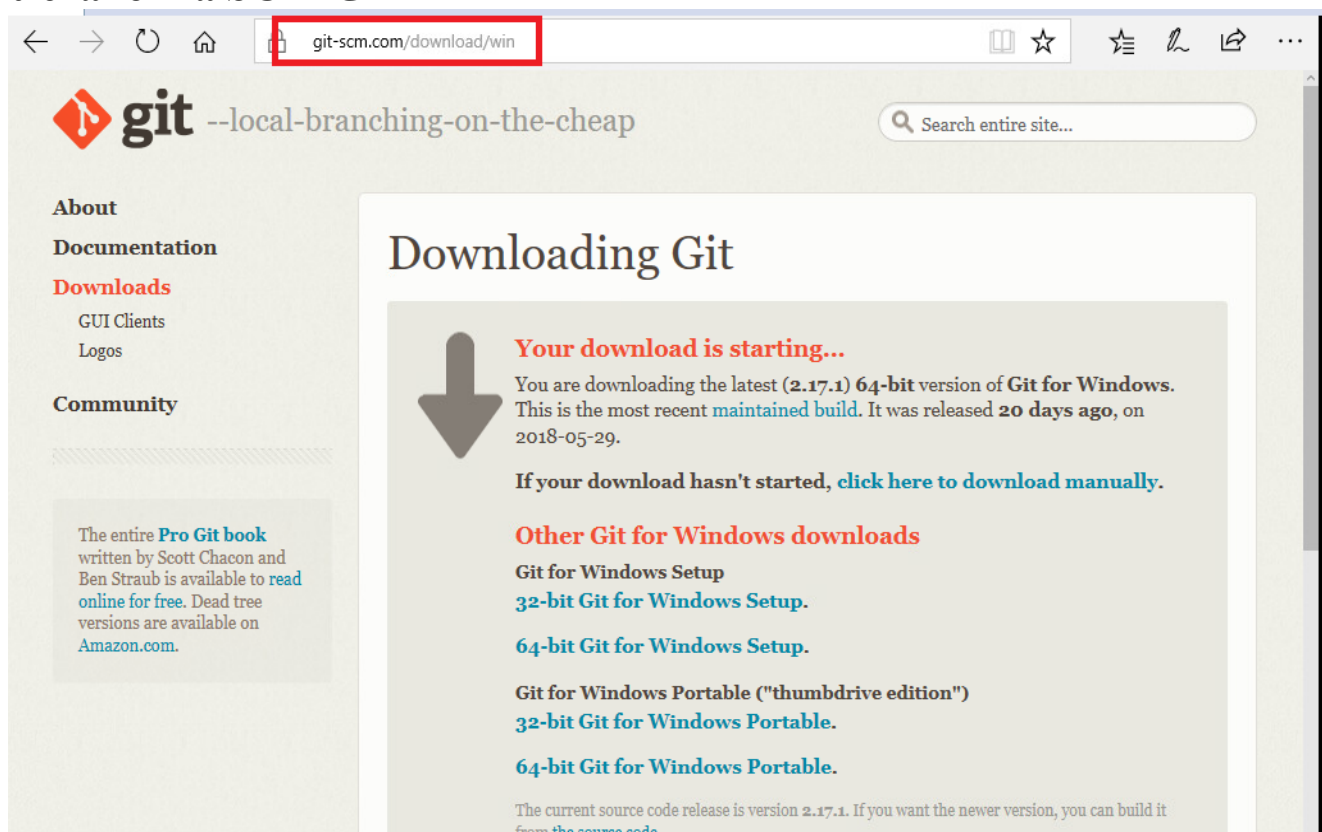 git-scm.com/download/win
git --local-branching-on-the-cheap
Search entire site...
About
Documentation
Downloads
GUI Clients
Logos
Community
The entire Pro Git book
written by Scott Chacon and
Ben Straub is available to read
online for free. Dead tree
versions are available on
Amazon.com.
Downloading Git
Your download is starting...
You are downloading the latest (2.17.1) 64-bit version of Git for Windows.
This is the most recent maintained build. It was released 20 days ago, on
2018-05-29.
If your download hasn't started, click here to download manually.
Other Git for Windows downloads
Git for Windows Setup
32-bit Git for Windows Setup.
64-bit Git for Windows Setup.
Git for Windows Portable ("thumbdrive edition")
32-bit Git for Windows Portable.
64-bit Git for Windows Portable.
The current source code release is version 2.17.1. If you want the newer version, you can build it
from the source code.